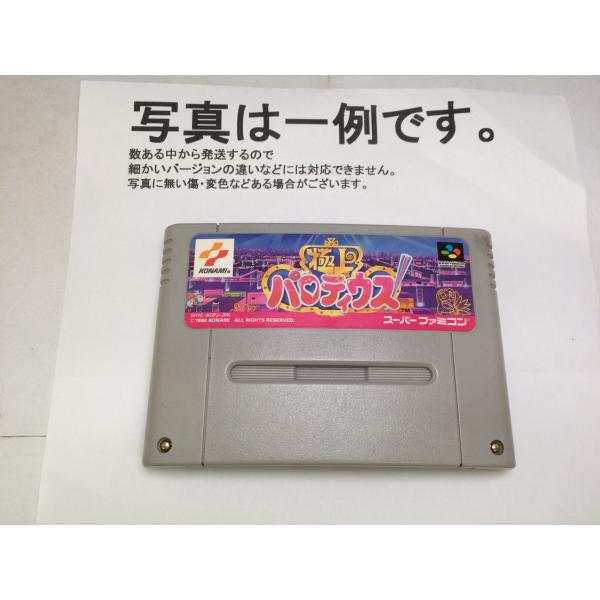 写真は一例です。
数ある中から発送するので
細かいバージョンの違いなどには対応できません。
写真に無い傷・変色などある場合がございます。
KONAMI®
極上
パロディウス!
TM
SHVC-AGPJ-JPN
© 1994 KONAMI ALL RIGHTS RESERVED.
スーパーファミコン